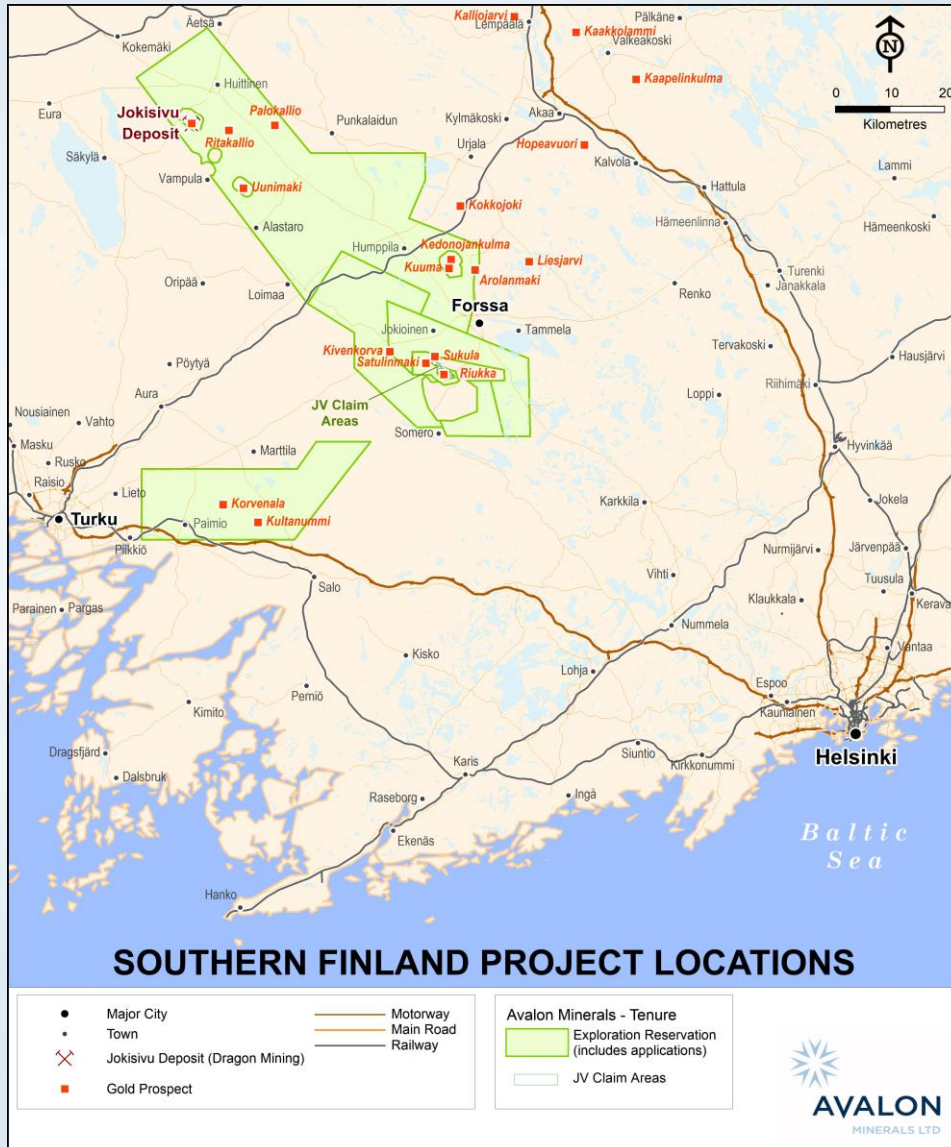 Äetsä
Kokemäki
Kalliojarvi
Lempäälä
Pälkäne
Kaakkolammi
Valkeakoski
N
Huittinen
Kaapelinkulma
Eura
Jokisivu
Deposit
Palokallio
Ritakallio
Punkalaidun
Kylmäkoski
Akaa
0 10 20
Kilometres
Säkylä
Urjala
Hopeavuori
Kalvola
Lammi
Vampula
Uunimaki
Hattula
Kokkojoki
Hämeenlinna
Hämeenkoski
Alastaro
Humppila
Kedonojankulma
Kuuma
Arolanmaki
Liesjarvi
Turenki
Janakkala
Oripää
Loimaa
Renko
Forssa
Jokioinen
Tammela
Tervakoski
Hausjärvi
Kivenkorva
Sukula
Satulinmaki
Riukka
Pöytyä
Riihimäki
JV Claim
Areas
Loppi
Aura
Nousiainen
Vahto
Masku
Somero
Hyvinkää
Rusko
Marttila
Raisio
Lieto
Korvenala
Karkkila
Jokela
Turku
Paimio
Kultanummi
Piikkiö
Nurmijärvi
Järvenpää
Salo
Vihti
Tuusula
Klaukkala
Kerava
Parainen
Pargas
Nummela
Vantaa
Kisko
Lohja
Perniö
Espoo
Kauniainen
Kimito
Helsinki
Dragsfjärd
Dalsbruk
Karis
Siuntio
Kirkkonummi
Raseborg
Ingå
Ekenäs
Baltic
Sea
Hanko
SOUTHERN FINLAND PROJECT LOCATIONS
Major City
Town
Jokisivu Deposit (Dragon Mining)
Gold Prospect
Motorway
Main Road
Railway
Avalon Minerals - Tenure
Exploration Reservation
(includes applications)
JV Claim Areas
AVALON
MINERALS LTD